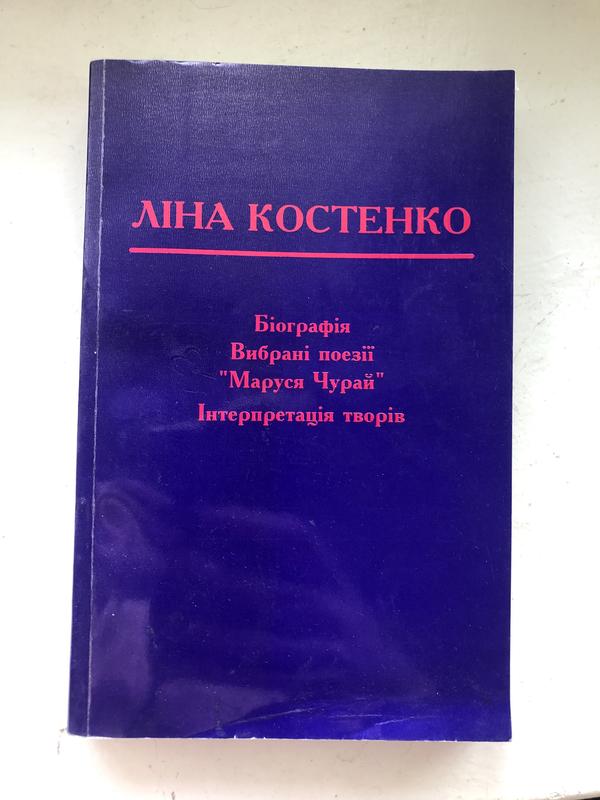 ЛІНА КОСТЕНКО
Біографія
Вибрані поезії
"Маруся Чурай"
Інтерпретація творів